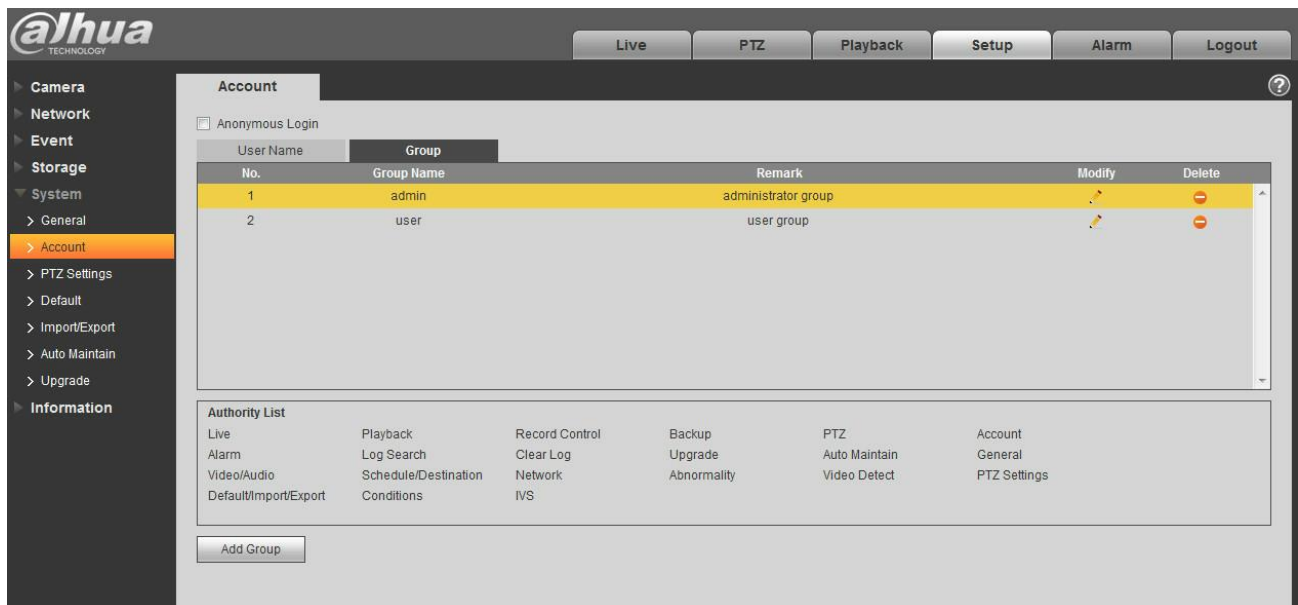 alhua
TECHNOLOGY
Live PTZ Playback Setup Alarm Logout
Camera
Network
Event
Storage
System
General
Account
PTZ Settings
Default
Import/Export
Auto Maintain
Upgrade
Information
Account
?
Anonymous Login
User Name Group
No. Group Name Remark Modify Delete
1 admin administrator group
2 user user group
Authority List
Live Playback Record Control Backup PTZ Account
Alarm Log Search Clear Log Upgrade Auto Maintain General
Video/Audio Schedule/Destination Network Abnormality Video Detect PTZ Settings
Default/Import/Export Conditions IVS
Add Group